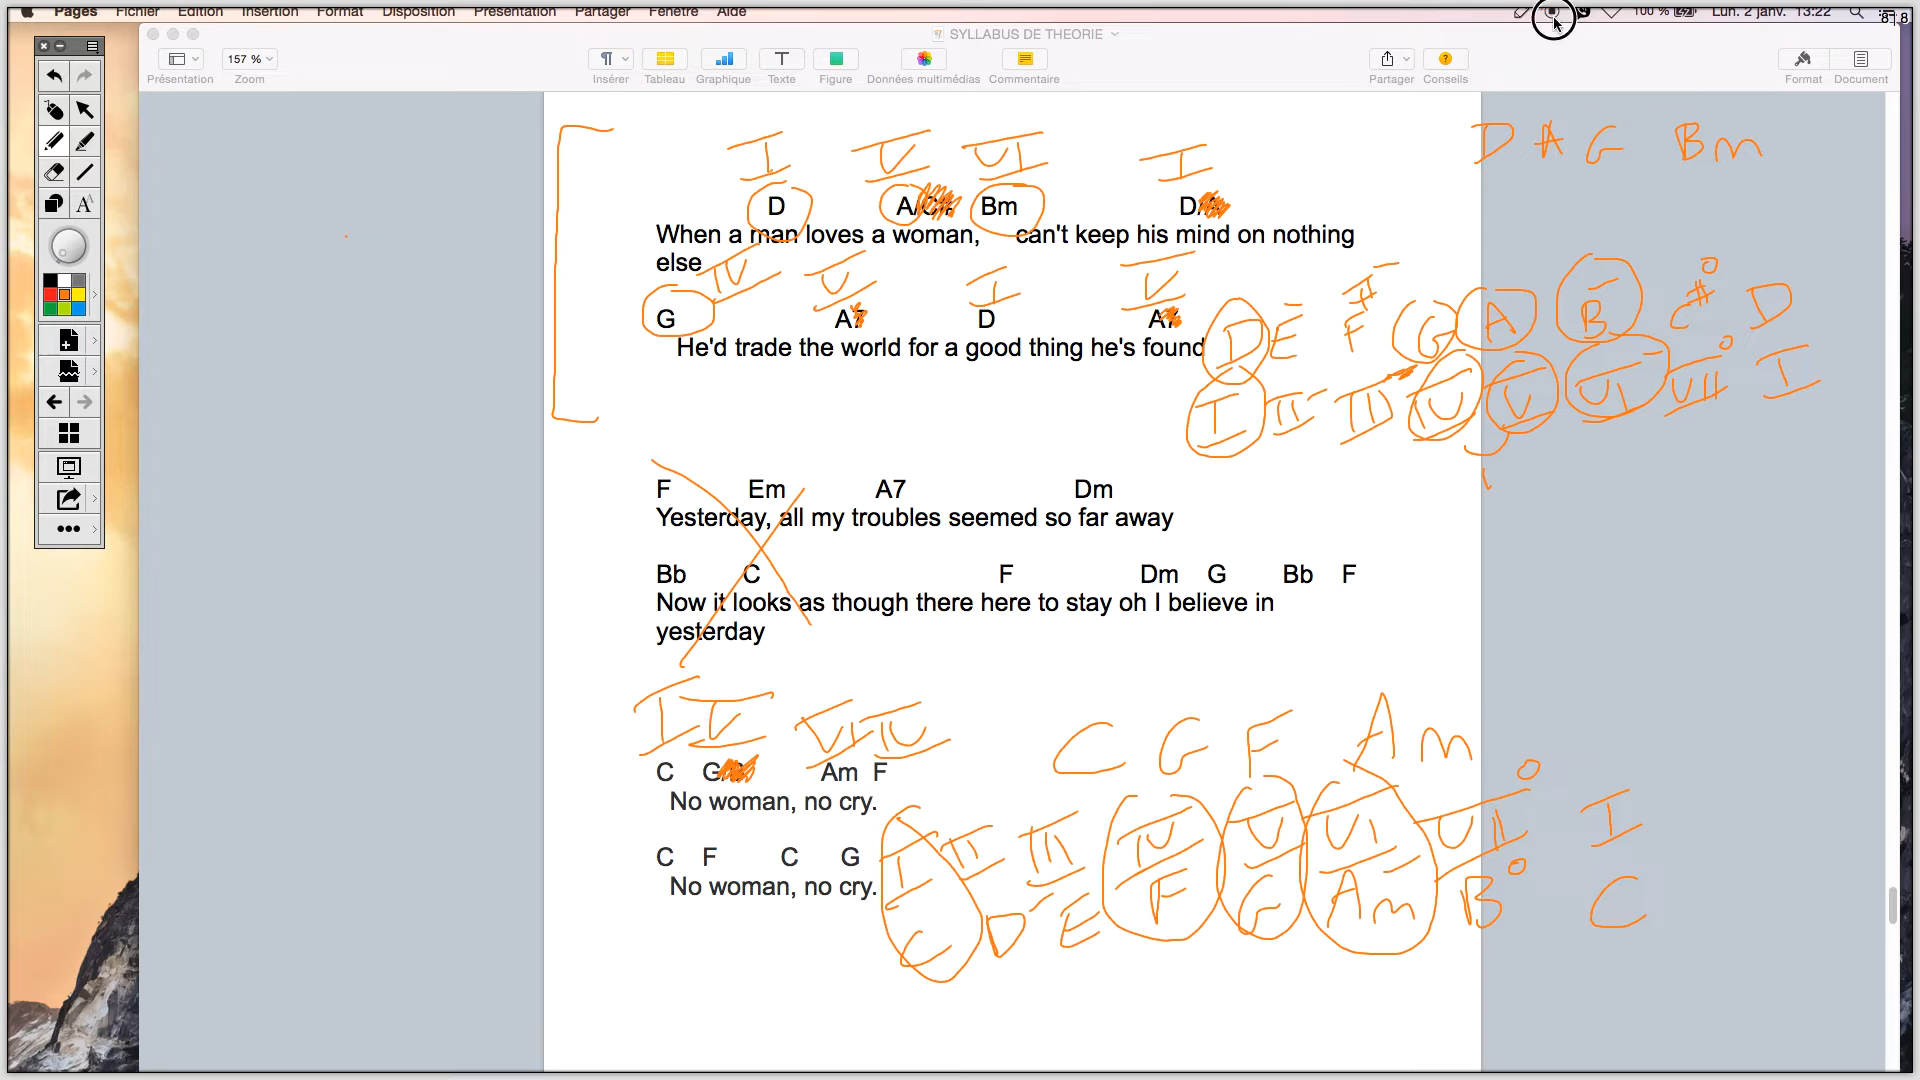 Pages Fichier Edition Insertion Format Disposition Présentation Partager Fenêtre Aide 100 % Lun. 2 janv. 13:22
8 8
SYLLABUS DE THEORIE
157 %
Présentation Zoom Insérer Tableau Graphique Texte Figure Données multimédias Commentaire Partager Conseils Format Document
I V VI I
D A G Bm
D A/C# Bm D/
When a man loves a woman, can't keep his mind on nothing
else
IV V I V
G A7 D A7
He'd trade the world for a good thing he's found
D E F# G A B C#° D
I II III IV V VI VII° I
F Em A7 Dm
Yesterday, all my troubles seemed so far away
Bb C F Dm G Bb F
Now it looks as though there here to stay oh I believe in
yesterday
I V VI IV
C G F Am
C G Am F
No woman, no cry.
I II III IV V VI VII° I
C F C G
No woman, no cry.
C D E F G Am B° C